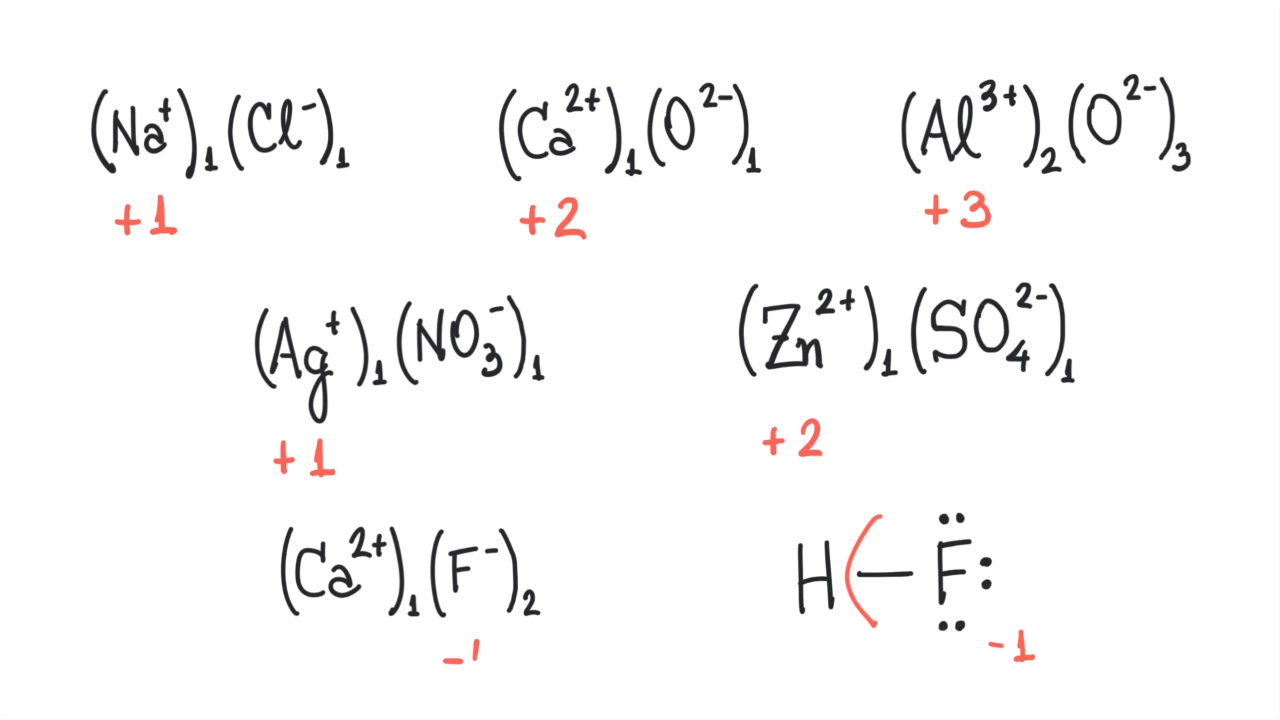 (Na⁺)₁(Cl⁻)₁ (Ca²⁺)₁(O²⁻)₁ (Al³⁺)₂(O²⁻)₃
+1 +2 +3
(Ag⁺)₁(NO₃⁻)₁ (Zn²⁺)₁(SO₄²⁻)₁
+1 +2
(Ca²⁺)₁(F⁻)₂ H(—F:
-1 -1